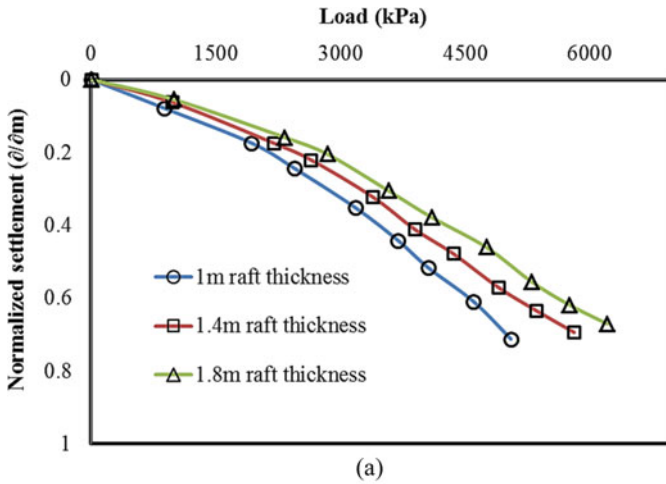 Load (kPa)
0 1500 3000 4500 6000
Normalized settlement (∂/∂m)
0
0.2
0.4
0.6
0.8
1
1m raft thickness
1.4m raft thickness
1.8m raft thickness
(a)